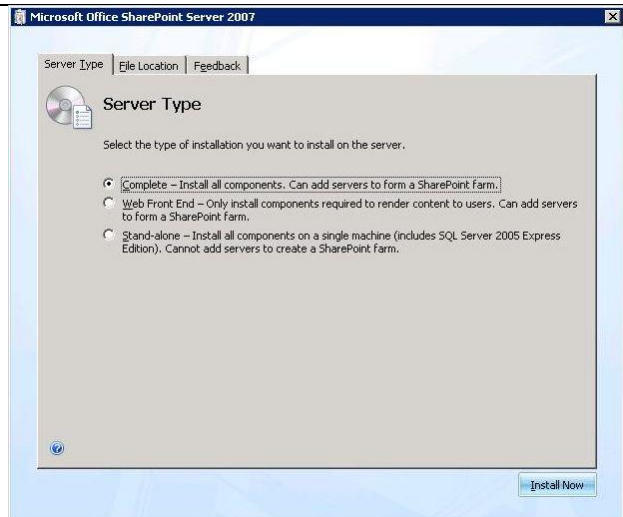 Microsoft Office SharePoint Server 2007
Server Type File Location Feedback
Server Type
Select the type of installation you want to install on the server.
Complete – Install all components. Can add servers to form a SharePoint farm.
Web Front End – Only install components required to render content to users. Can add servers
to form a SharePoint farm.
Stand-alone – Install all components on a single machine (includes SQL Server 2005 Express
Edition). Cannot add servers to create a SharePoint farm.
Install Now